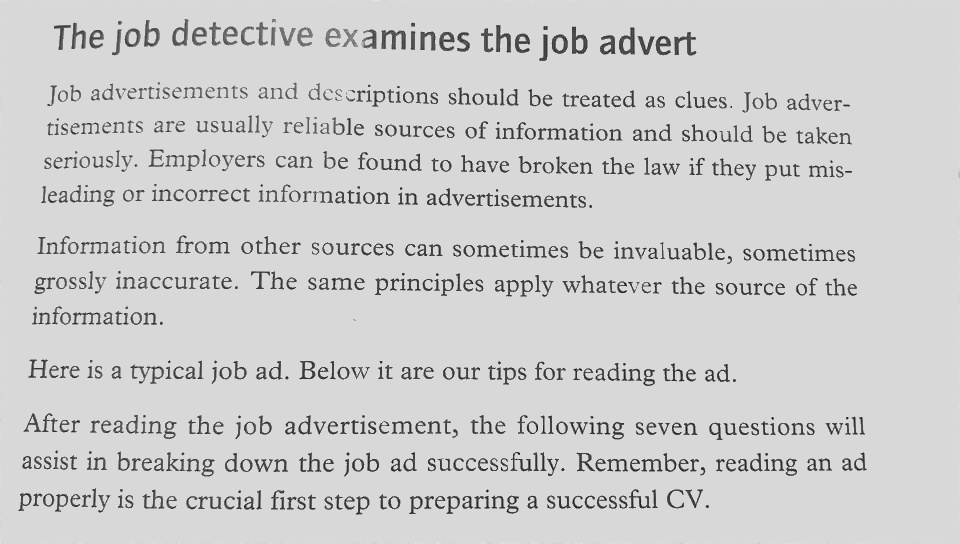 The job detective examines the job advert
Job advertisements and descriptions should be treated as clues. Job adver-
tisements are usually reliable sources of information and should be taken
seriously. Employers can be found to have broken the law if they put mis-
leading or incorrect information in advertisements.
Information from other sources can sometimes be invaluable, sometimes
grossly inaccurate. The same principles apply whatever the source of the
information.
Here is a typical job ad. Below it are our tips for reading the ad.
After reading the job advertisement, the following seven questions will
assist in breaking down the job ad successfully. Remember, reading an ad
properly is the crucial first step to preparing a successful CV.